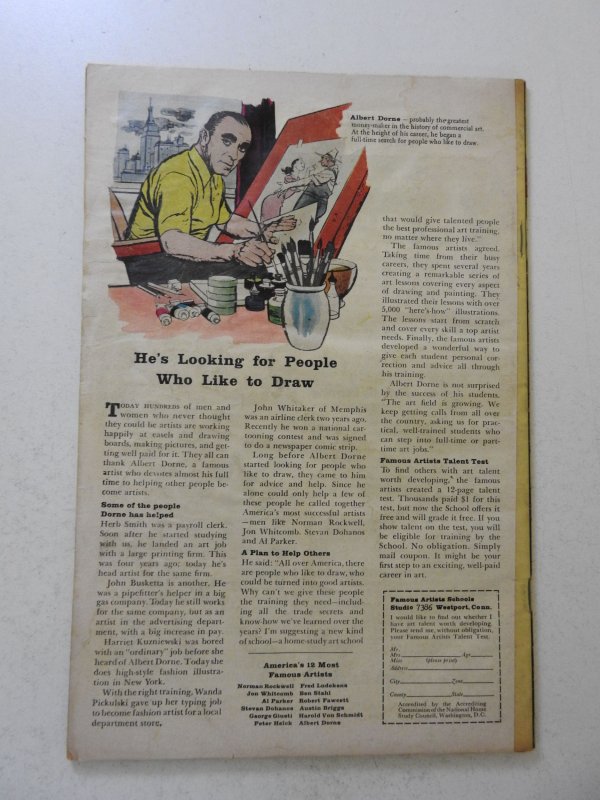 Albert Dorne — probably the greatest
money-maker in the history of commercial art.
At the height of his career, he began a
full-time search for people who like to draw.
He's Looking for People
Who Like to Draw
TODAY HUNDREDS of men and
women who never thought
they could be artists are working
happily at easels and drawing
boards, making pictures, and get-
ting well paid for it. They all can
thank Albert Dorne, a famous
artist who devotes almost his full
time to helping other people be-
come artists.
Some of the people
Dorne has helped
Herb Smith was a payroll clerk.
Soon after he started studying
with us, he landed an art job
with a large printing firm. This
was four years ago; today he's
head artist for the same firm.
John Busketta is another. He
was a pipefitter's helper in a big
gas company. Today he still works
for the same company, but as an
artist in the advertising depart-
ment, with a big increase in pay.
Harriet Kuzniewski was bored
with an "ordinary" job before she
heard of Albert Dorne. Today she
does high-style fashion illustra-
tion in New York.
With the right training, Wanda
Pickulski gave up her typing job
to become fashion artist for a local
department store.
John Whitaker of Memphis
was an airline clerk two years ago.
Recently he won a national car-
tooning contest and was signed
to do a newspaper comic strip.
Long before Albert Dorne
started looking for people who
like to draw, they came to him
for advice and help. Since he
alone could only help a few of
these people he called together
America's most successful artists
—men like Norman Rockwell,
Jon Whitcomb, Stevan Dohanos
and Al Parker.
A Plan to Help Others
He said: "All over America, there
are people who like to draw, who
could be turned into good artists.
Why can't we give these people
the training they need—includ-
ing all the trade secrets and
know-how we've learned over the
years? I'm suggesting a new kind
of school—a home-study art school
America's 12 Most
Famous Artists
Norman Rockwell Fred Ludekens
Jon Whitcomb Ben Stahl
Al Parker Robert Fawcett
Stevan Dohanos Austin Briggs
George Giusti Harold Von Schmidt
Peter Helck Albert Dorne
that would give talented people
the best professional art training,
no matter where they live."
The famous artists agreed.
Taking time from their busy
careers, they spent several years
creating a remarkable series of
art lessons covering every aspect
of drawing and painting. They
illustrated their lessons with over
5,000 "here's-how" illustrations.
The lessons start from scratch
and cover every skill a top artist
needs. Finally, the famous artists
developed a wonderful way to
give each student personal cor-
rection and advice all through
his training.
Albert Dorne is not surprised
by the success of his students.
"The art field is growing. We
keep getting calls from all over
the country, asking us for prac-
tical, well-trained students who
can step into full-time or part-
time art jobs."
Famous Artists Talent Test
To find others with art talent
worth developing, the famous
artists created a 12-page talent
test. Thousands paid $1 for this
test, but now the School offers it
free and will grade it free. If you
show talent on the test, you will
be eligible for training by the
School. No obligation. Simply
mail coupon. It might be your
first step to an exciting, well-paid
career in art.
Famous Artists Schools
Studio 7386 Westport, Conn.
I would like to find out whether I
have art talent worth developing.
Please send me, without obligation,
your Famous Artists Talent Test.
Mr.
Mrs. Age
Miss (please print)
Address
City Zone
County State
Accredited by the Accrediting
Commission of the National Home
Study Council, Washington, D.C.